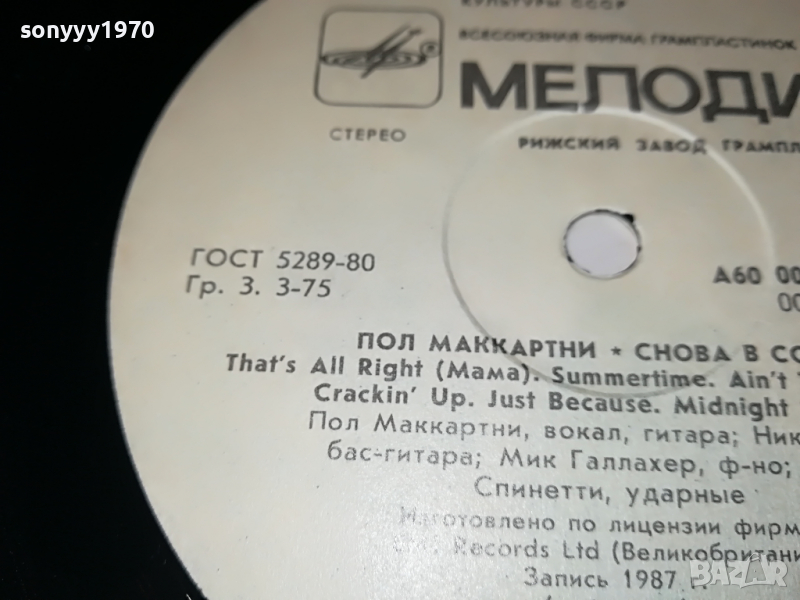 sonyyy1970
КУЛЬТУРЫ СССР
ВСЕСОЮЗНАЯ ФИРМА ГРАМПЛАСТИНОК
МЕЛОДИ
СТЕРЕО
РИЖСКИЙ ЗАВОД ГРАМПЛ
ГОСТ 5289-80
Гр. 3. 3-75
А60 00
00
ПОЛ МАККАРТНИ * СНОВА В СС
That's All Right (Мама). Summertime. Ain't
Crackin' Up. Just Because. Midnight
Пол Маккартни, вокал, гитара; Ник
бас-гитара; Мик Галлахер, ф-но;
Спинетти, ударные
Изготовлено по лицензии фирм
Records Ltd (Великобритани
Запись 1987 г.
BAZAR